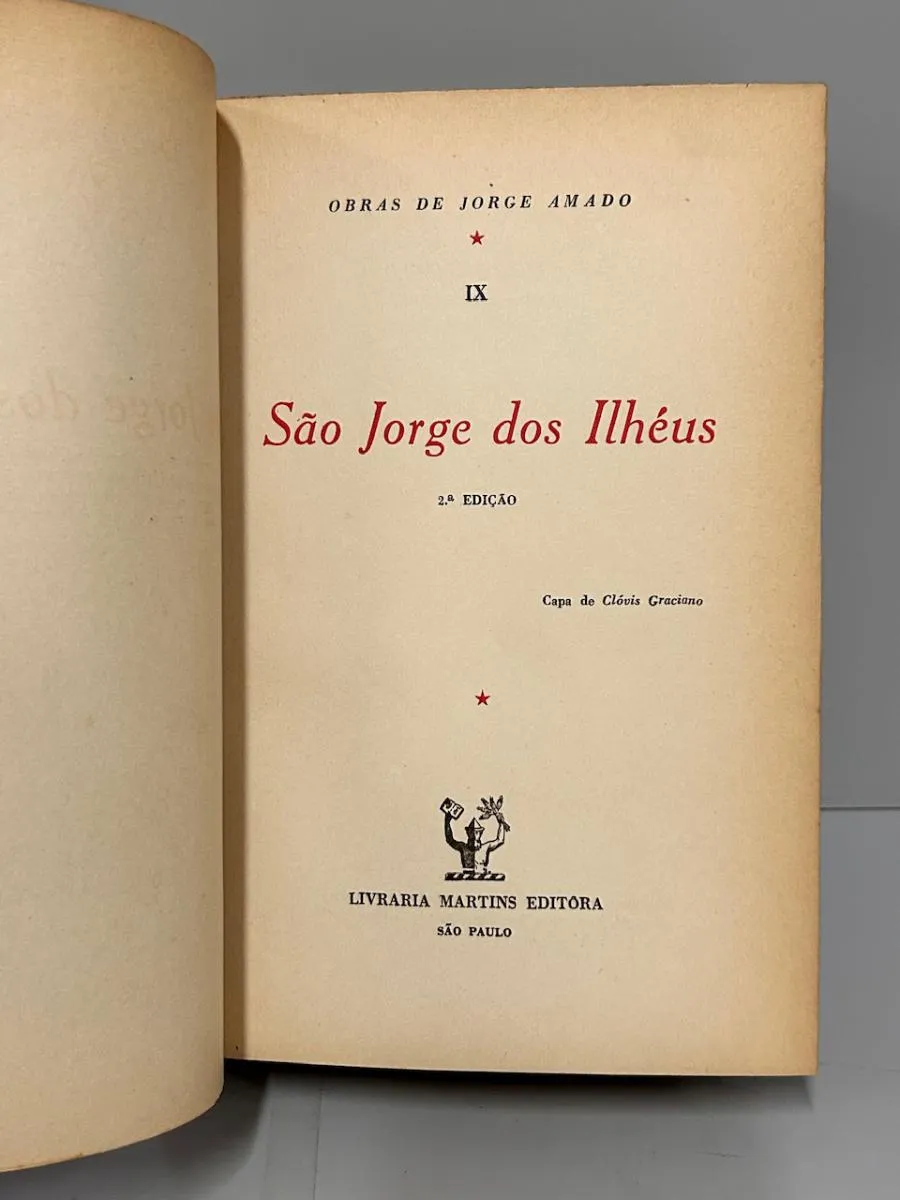 OBRAS DE JORGE AMADO
IX
São Jorge dos Ilhéus
2.ª EDIÇÃO
Capa de Clóvis Graciano
LIVRARIA MARTINS EDITÔRA
SÃO PAULO